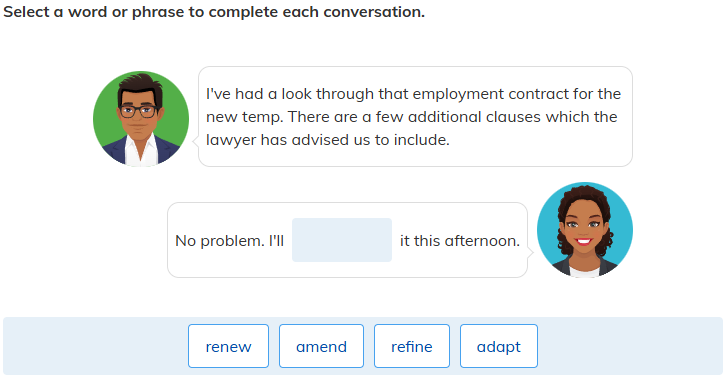 Select a word or phrase to complete each conversation.
I've had a look through that employment contract for the
new temp. There are a few additional clauses which the
lawyer has advised us to include.
No problem. I'll it this afternoon.
renew amend refine adapt